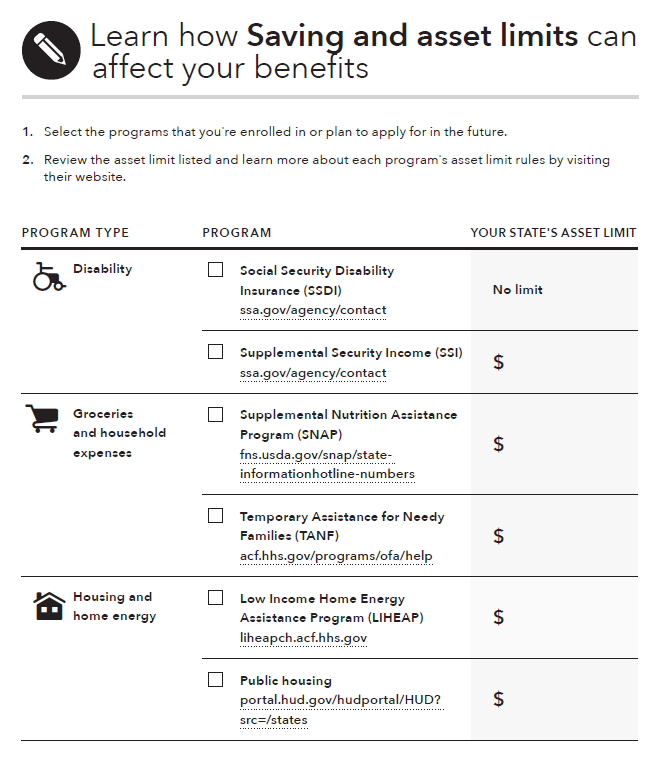 Learn how Saving and asset limits can
affect your benefits
1. Select the programs that you're enrolled in or plan to apply for in the future.
2. Review the asset limit listed and learn more about each program's asset limit rules by visiting
their website.
PROGRAM TYPE PROGRAM YOUR STATE'S ASSET LIMIT
Disability
Social Security Disability
Insurance (SSDI)
ssa.gov/agency/contact
No limit
Supplemental Security Income (SSI)
ssa.gov/agency/contact
$
Groceries
and household
expenses
Supplemental Nutrition Assistance
Program (SNAP)
fns.usda.gov/snap/state-
informationhotline-numbers
$
Temporary Assistance for Needy
Families (TANF)
acf.hhs.gov/programs/ofa/help
$
Housing and
home energy
Low Income Home Energy
Assistance Program (LIHEAP)
liheapch.acf.hhs.gov
$
Public housing
portal.hud.gov/hudportal/HUD?
src=/states
$